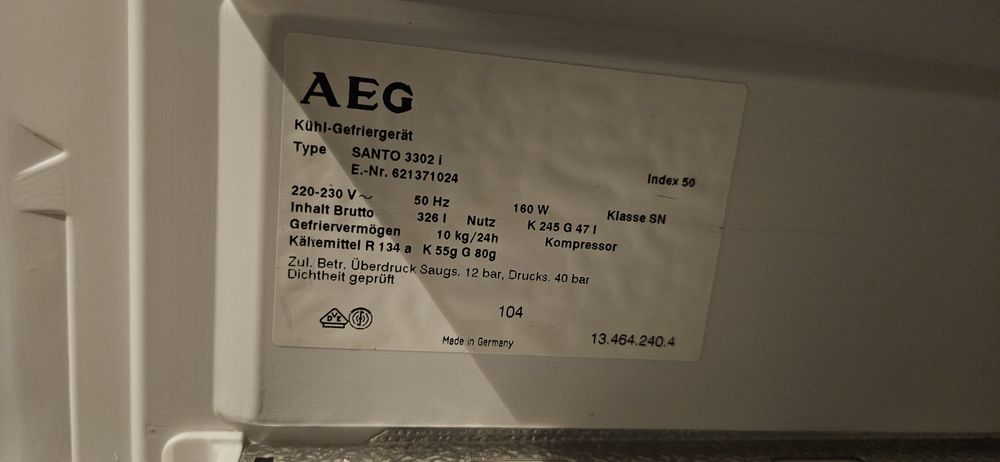 AEG
Kühl-Gefriergerät
Type SANTO 3302 i
E.-Nr. 621371024 Index 50
220-230 V ~ 50 Hz 160 W Klasse SN
Inhalt Brutto 326 l Nutz K 245 G 47 l
Gefriervermögen 10 kg/24h Kompressor
Kältemittel R 134 a K 55g G 80g
Zul. Betr. Überdruck Saugs. 12 bar, Drucks. 40 bar
Dichtheit geprüft
DVE
104
Made in Germany 13.464.240.4